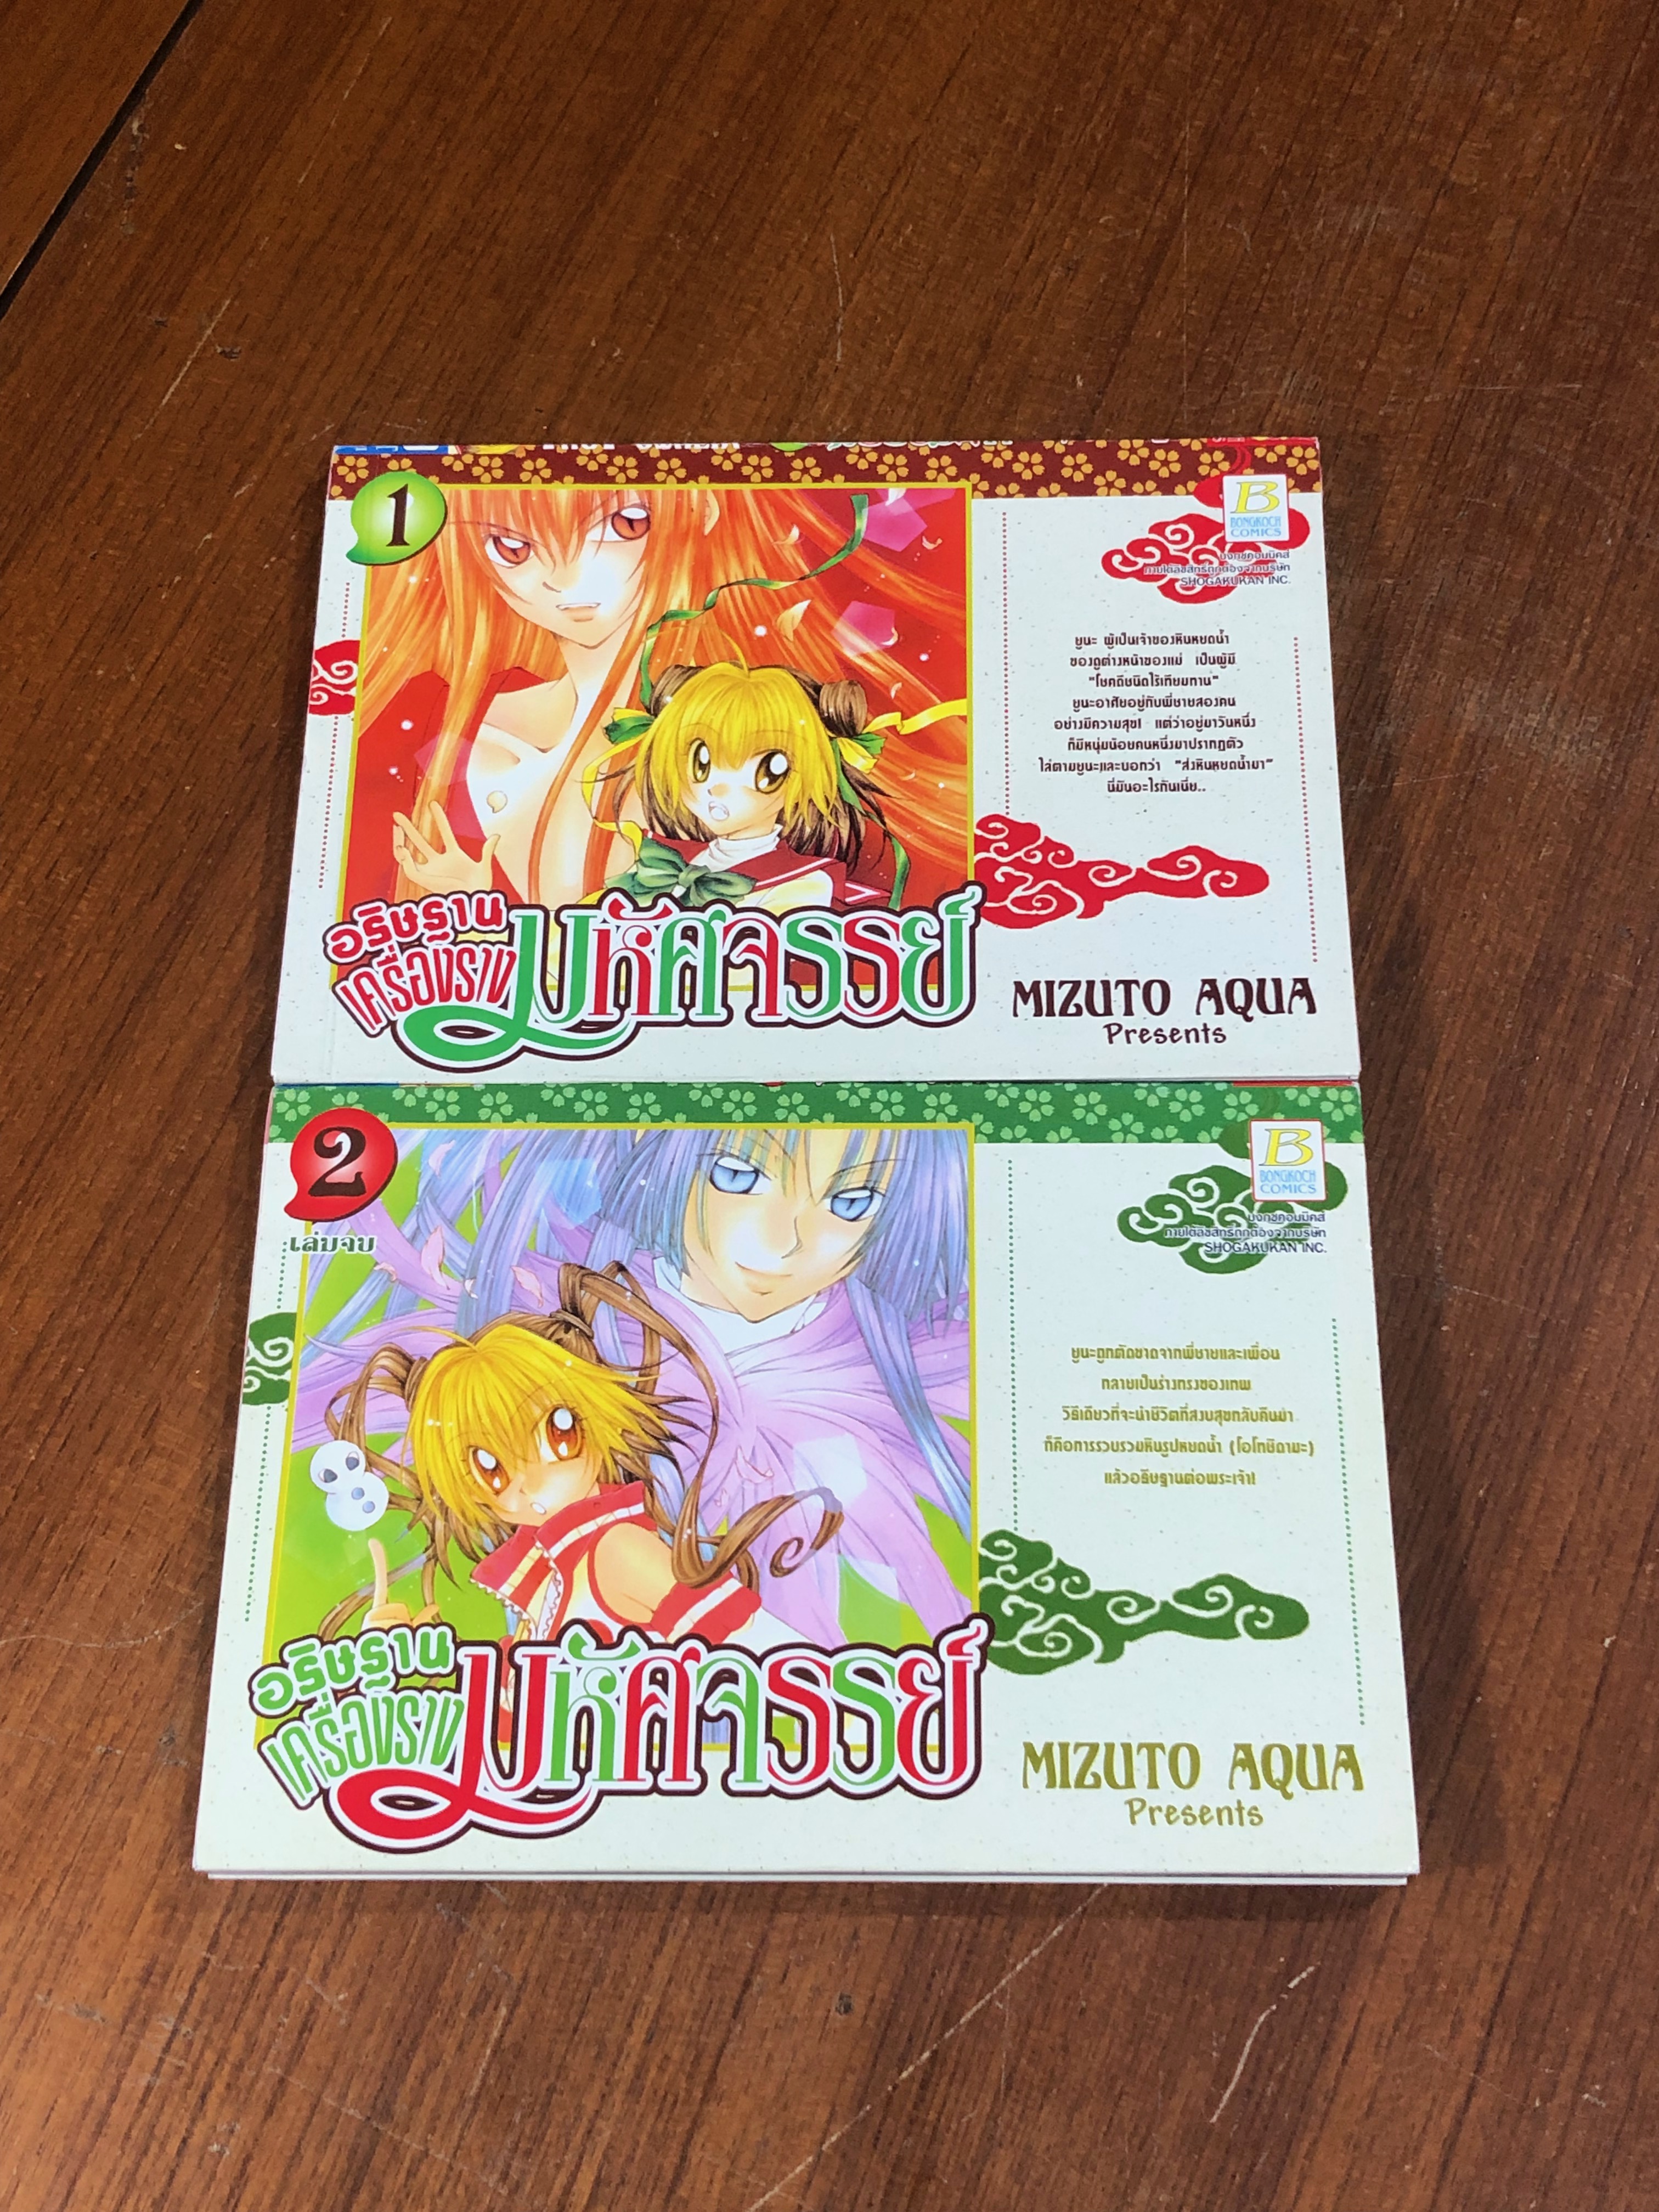 1
B
BONGKOCH
COMICS
บงกชคอมมิคส์
ภายใต้ลิขสิทธิ์ถูกต้องจากบริษัท
SHOGAKUKAN INC.
ยูนะ ผู้เป็นเจ้าของหินหยดน้ำ
ของดูต่างหน้าของแม่ เป็นผู้มี
"โชคดีชนิดไร้เทียมทาน"
ยูนะอาศัยอยู่กับพี่ชายสองคน
อย่างมีความสุข! แต่ว่าอยู่มาวันหนึ่ง
ก็มีหนุ่มน้อยคนหนึ่งมาปรากฏตัว
ไล่ตามยูนะและบอกว่า "ส่งหินหยดน้ำมา"
นี่มันอะไรกันเนี่ย..
อธิษฐาน
เครื่องราง
มหัศจรรย์
MIZUTO AQUA
Presents
2
เล่มจบ
B
BONGKOCH
COMICS
บงกชคอมมิคส์
ภายใต้ลิขสิทธิ์ถูกต้องจากบริษัท
SHOGAKUKAN INC.
ยูนะถูกตัดขาดจากพี่ชายและเพื่อน
กลายเป็นร่างทรงของเทพ
วิธีเดียวที่จะนำชีวิตที่สงบสุขกลับคืนมา
ก็คือการรวบรวมหินรูปหยดน้ำ (โอโทชิดามะ)
แล้วอธิษฐานต่อพระเจ้า!
อธิษฐาน
เครื่องราง
มหัศจรรย์
MIZUTO AQUA
Presents